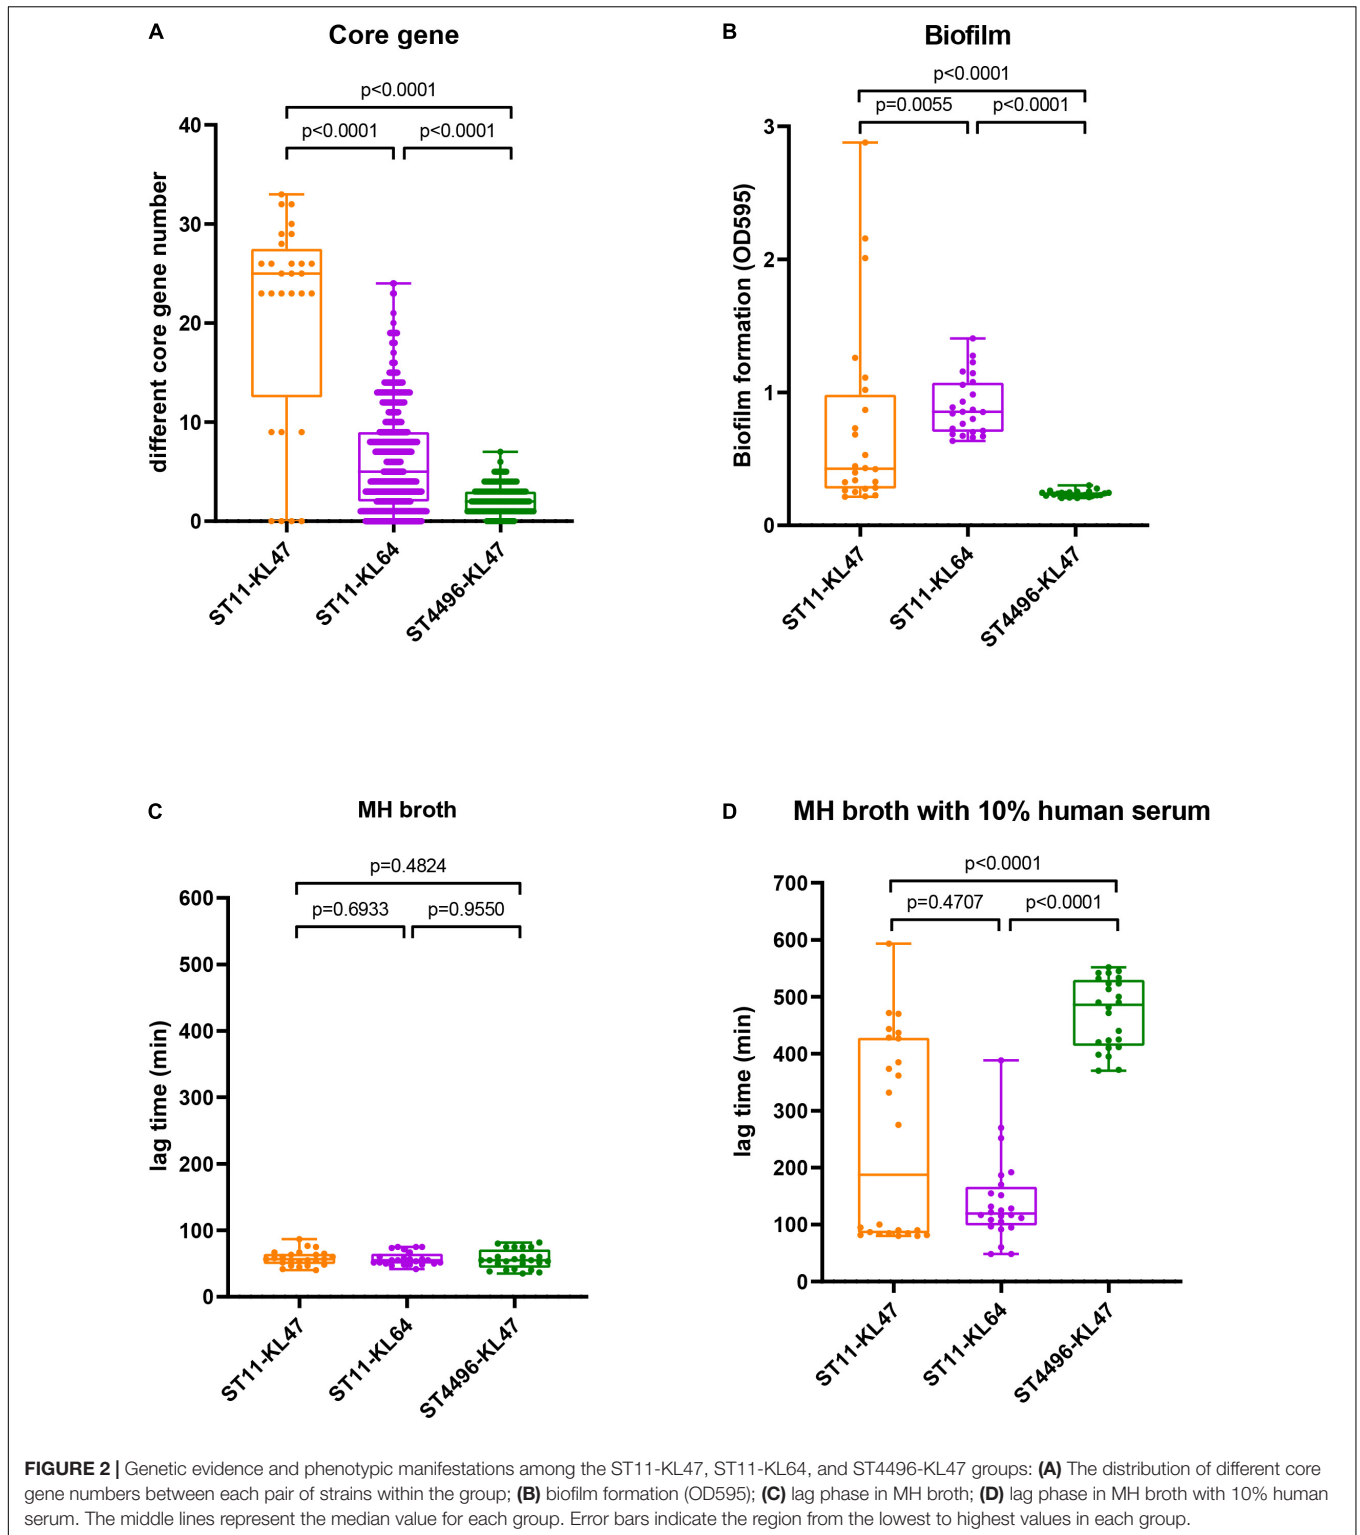 A
Core gene
p<0.0001
p<0.0001
p<0.0001
different core gene number
40
30
20
10
0
ST11-KL47
ST11-KL64
ST4496-KL47
B
Biofilm
p<0.0001
p=0.0055
p<0.0001
Biofilm formation (OD595)
3
2
1
0
ST11-KL47
ST11-KL64
ST4496-KL47
C
MH broth
p=0.4824
p=0.6933
p=0.9550
lag time (min)
600
500
400
300
200
100
0
ST11-KL47
ST11-KL64
ST4496-KL47
D
MH broth with 10% human serum
p<0.0001
p=0.4707
p<0.0001
lag time (min)
700
600
500
400
300
200
100
0
ST11-KL47
ST11-KL64
ST4496-KL47
FIGURE 2 | Genetic evidence and phenotypic manifestations among the ST11-KL47, ST11-KL64, and ST4496-KL47 groups: (A) The distribution of different core
gene numbers between each pair of strains within the group; (B) biofilm formation (OD595); (C) lag phase in MH broth; (D) lag phase in MH broth with 10% human
serum. The middle lines represent the median value for each group. Error bars indicate the region from the lowest to highest values in each group.